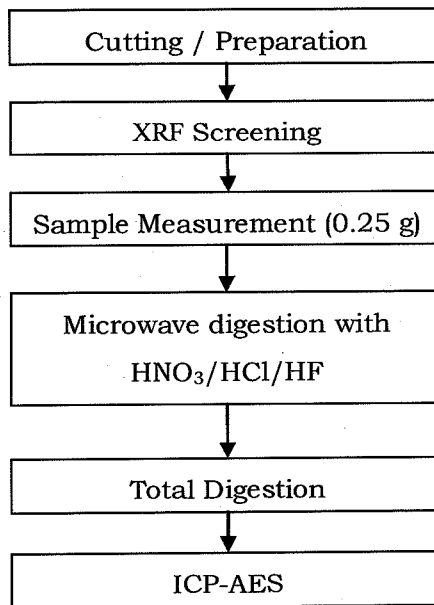 Cutting / Preparation
XRF Screening
Sample Measurement (0.25 g)
Microwave digestion with
HNO₃/HCl/HF
Total Digestion
ICP-AES